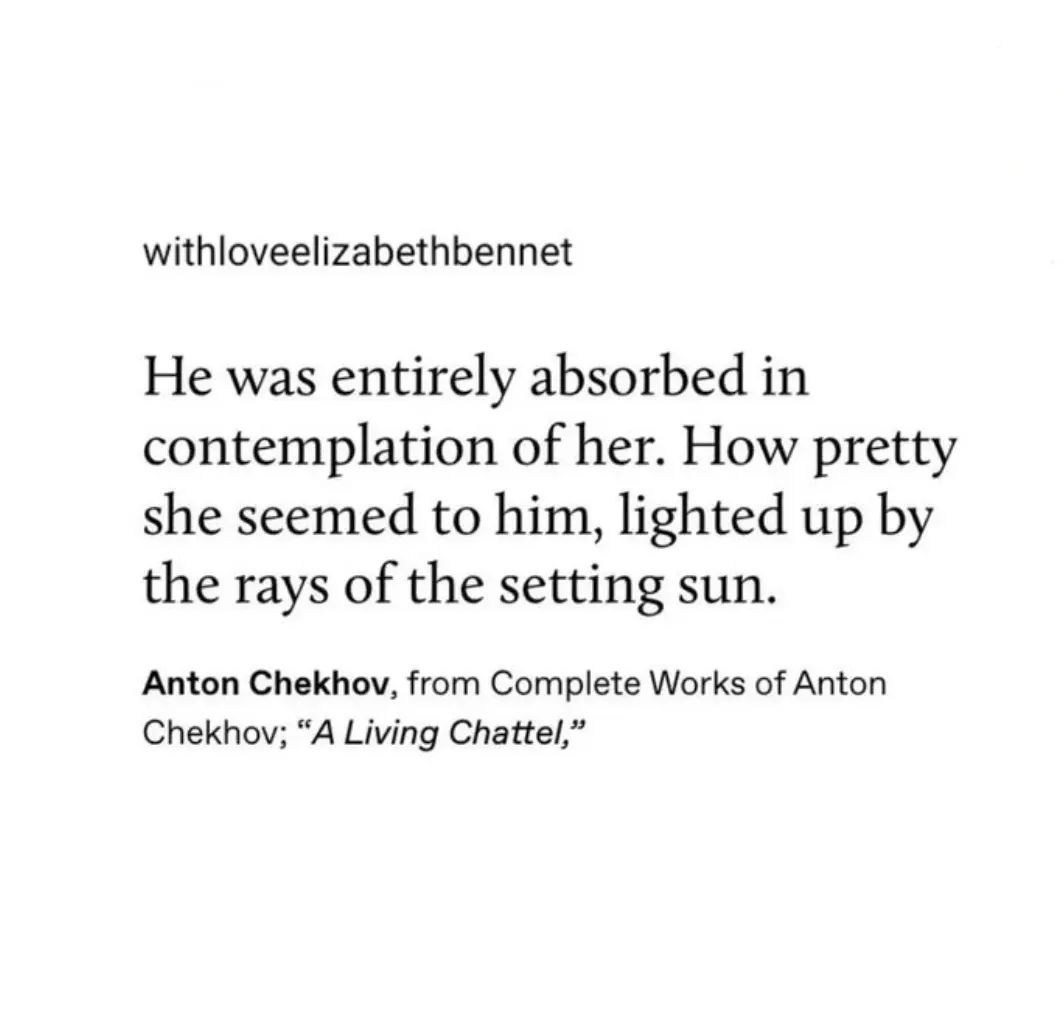 withloveelizabethbennet
He was entirely absorbed in
contemplation of her. How pretty
she seemed to him, lighted up by
the rays of the setting sun.
Anton Chekhov, from Complete Works of Anton
Chekhov; “A Living Chattel,”